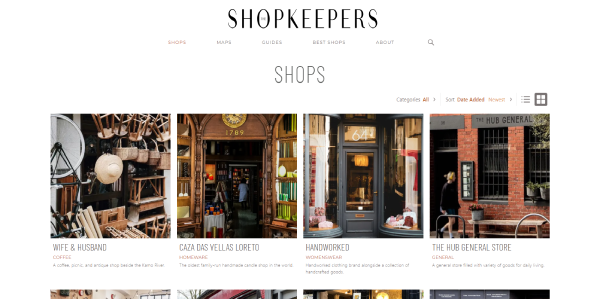 SHOPKEEPERS
SHOPS MAPS GUIDES BEST SHOPS ABOUT
SHOPS
Categories All Sort Date Added Newest
1789
64
THE HUB GENERAL
WIFE & HUSBAND CAZA DAS VELLAS LORETO HANDWORKED THE HUB GENERAL STORE
COFFEE HOMEWARE WOMENSWEAR GENERAL
A coffee, picnic, and antique shop beside the Kamo River. The oldest family-run handmade candle shop in the world. Handworked clothing brand alongside a collection of A general store filled with variety of goods for daily living.
handcrafted goods.